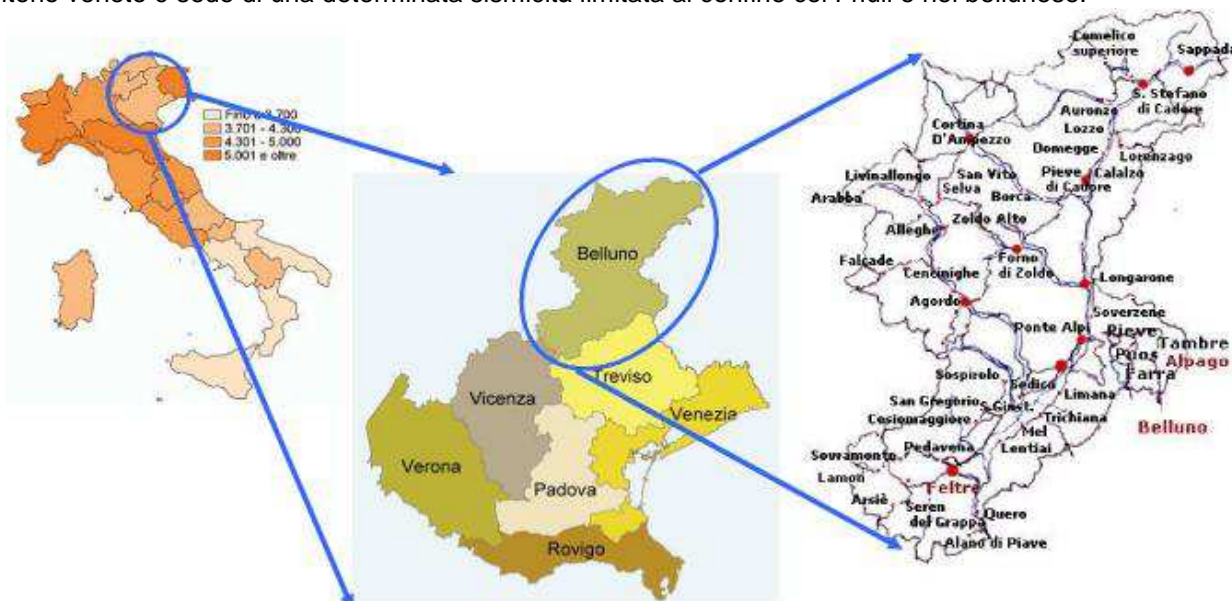 di una determinata sismicità limitata al confine col Friuli e nel bellunese.
Fino a 3.700
3.701 - 4.300
4.301 - 5.000
5.001 e oltre
Belluno
Treviso
Vicenza
Venezia
Verona
Padova
Rovigo
Comelico
superiore
Sappada
S. Stefano
di Cadore
Auronzo
Lozzo
Cortina
D'Ampezzo
Domegge
Lorenzago
Livinallongo
San Vito
Pieve
di Cadore
Calalzo
Selva
Arabba
Borca
Zoldo Alto
Alleghe
Falcade
Forno
di Zoldo
Cencinighe
Longarone
Agordo
Soverzene
Ponte Alpi
Pieve
Tambre
Puos
Alpago
Farra
Sospirolo
Sedico
Limana
San Gregorio
S.Giust.
Trichiana
Cesiomaggiore
Mel
Belluno
Pedavena
Lentiai
Sovramonte
Lamon
Feltre
Arsiè
Seren
del Grappa
Quero
Alano di Piave